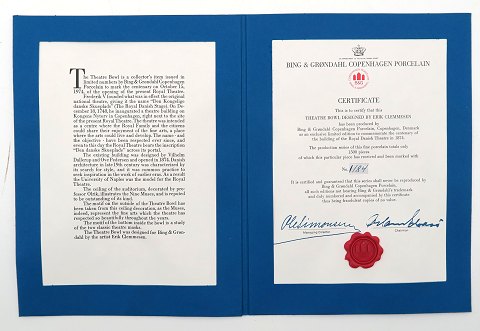 The Theatre Bowl is a collector's item issued in
limited numbers by Bing & Grøndahl Copenhagen
Porcelain to mark the centenary on October 15,
1974, of the opening of the present Royal Theatre.
Frederik V founded what was in effect the original
national theatre, giving it the name "Den Kongelige
danske Skueplads" (The Royal Danish Stage). On De-
cember 18, 1748, he inaugurated a theatre building on
Kongens Nytorv in Copenhagen, right next to the site
of the present Royal Theatre. The theatre was intended
as a centre where the Royal Family and the citizens
could share their enjoyment of the fine arts, a place
where the arts could live and develop. The name - and
the objective - have been respected ever since, and
even to this day the Royal Theatre bears the inscription
"Den danske Skueplads" across its portal.
The existing building was designed by Vilhelm
Dallerup and Ove Petersen and opened in 1874. Danish
architecture in late 19th century was characterized by
its search for style, and it was common practice to
seek inspiration in the work of earlier eras. As a result
the University of Naples was the model for the Royal
Theatre.
The ceiling of the auditorium, decorated by pro-
fessor Olrik, illustrates the Nine Muses, and is reputed
to be outstanding of its kind.
The motif on the outside of the Theatre Bowl has
been taken from this ceiling decoration, as the Muses,
indeed, represent the fine arts which the theatre has
respected so beautifully throughout the years.
The motif of the bottom inside the bowl is a study
of the two classic theatre masks.
The Theatre Bowl was designed for Bing & Grøn-
dahl by the artist Erik Clemmesen.
BING & GRØNDAHL COPENHAGEN PORCELAIN
B&G
CERTIFICATE
This is to certify that this
THEATRE BOWL DESIGNED BY ERIK CLEMMESEN
has been produced by
Bing & Grøndahl Copenhagen Porcelain, Copenhagen, Denmark
as an exclusive limited edition to commemorate the centenary of
the building of the Royal Danish Theatre in 1874.
The production series of this fine porcelain totals only
1500 pieces
of which this particular piece has received and been marked with
No. 1184
It is certified and guaranteed that this series shall never be reproduced by
Bing & Grøndahl Copenhagen Porcelain,
all such editions not bearing Bing & Grøndahl's trademark
and duly numbered and accompanied by this certificate
thus being fraudulent copies of no value
Managing Director
Chairman